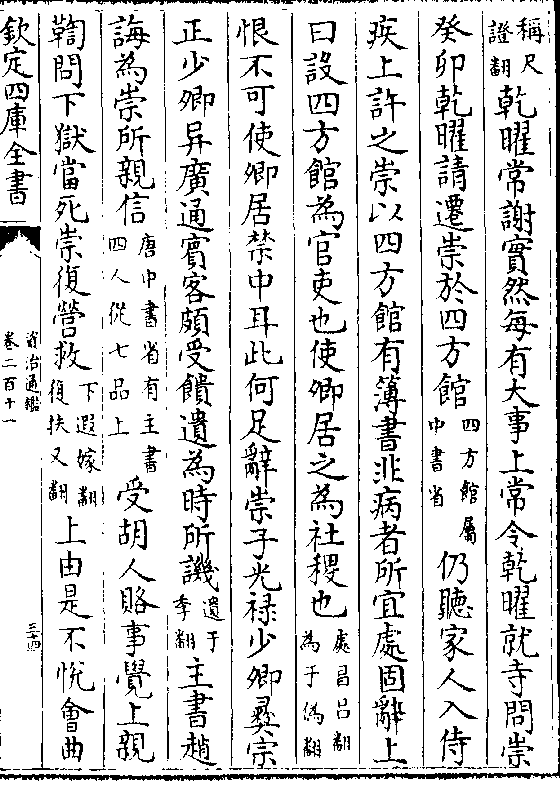 稱尺證翻乾曜常謝實然每有大事上常令乾曜就寺問崇
癸卯乾曜請遷崇於四方館四方館屬中書省仍聽家人入侍
疾上許之崇以四方館有簿書非病者所宜處固辭上
曰設四方館為官吏也使卿居之為社稷也處昌呂翻為于偽翻
恨不可使卿居禁中耳此何足辭崇子光禄少卿彛宗
正少卿异廣通賓客頗受饋遺為時所譏遺于季翻主書趙
誨為崇所親信唐中書省有主書四人從七品上受胡人賂事覺上親
鞫問下獄當死崇復營救下遐嫁翻復扶又翻上由是不悅會曲
欽定四庫全書
資治通鑑
卷二百十一
三十四